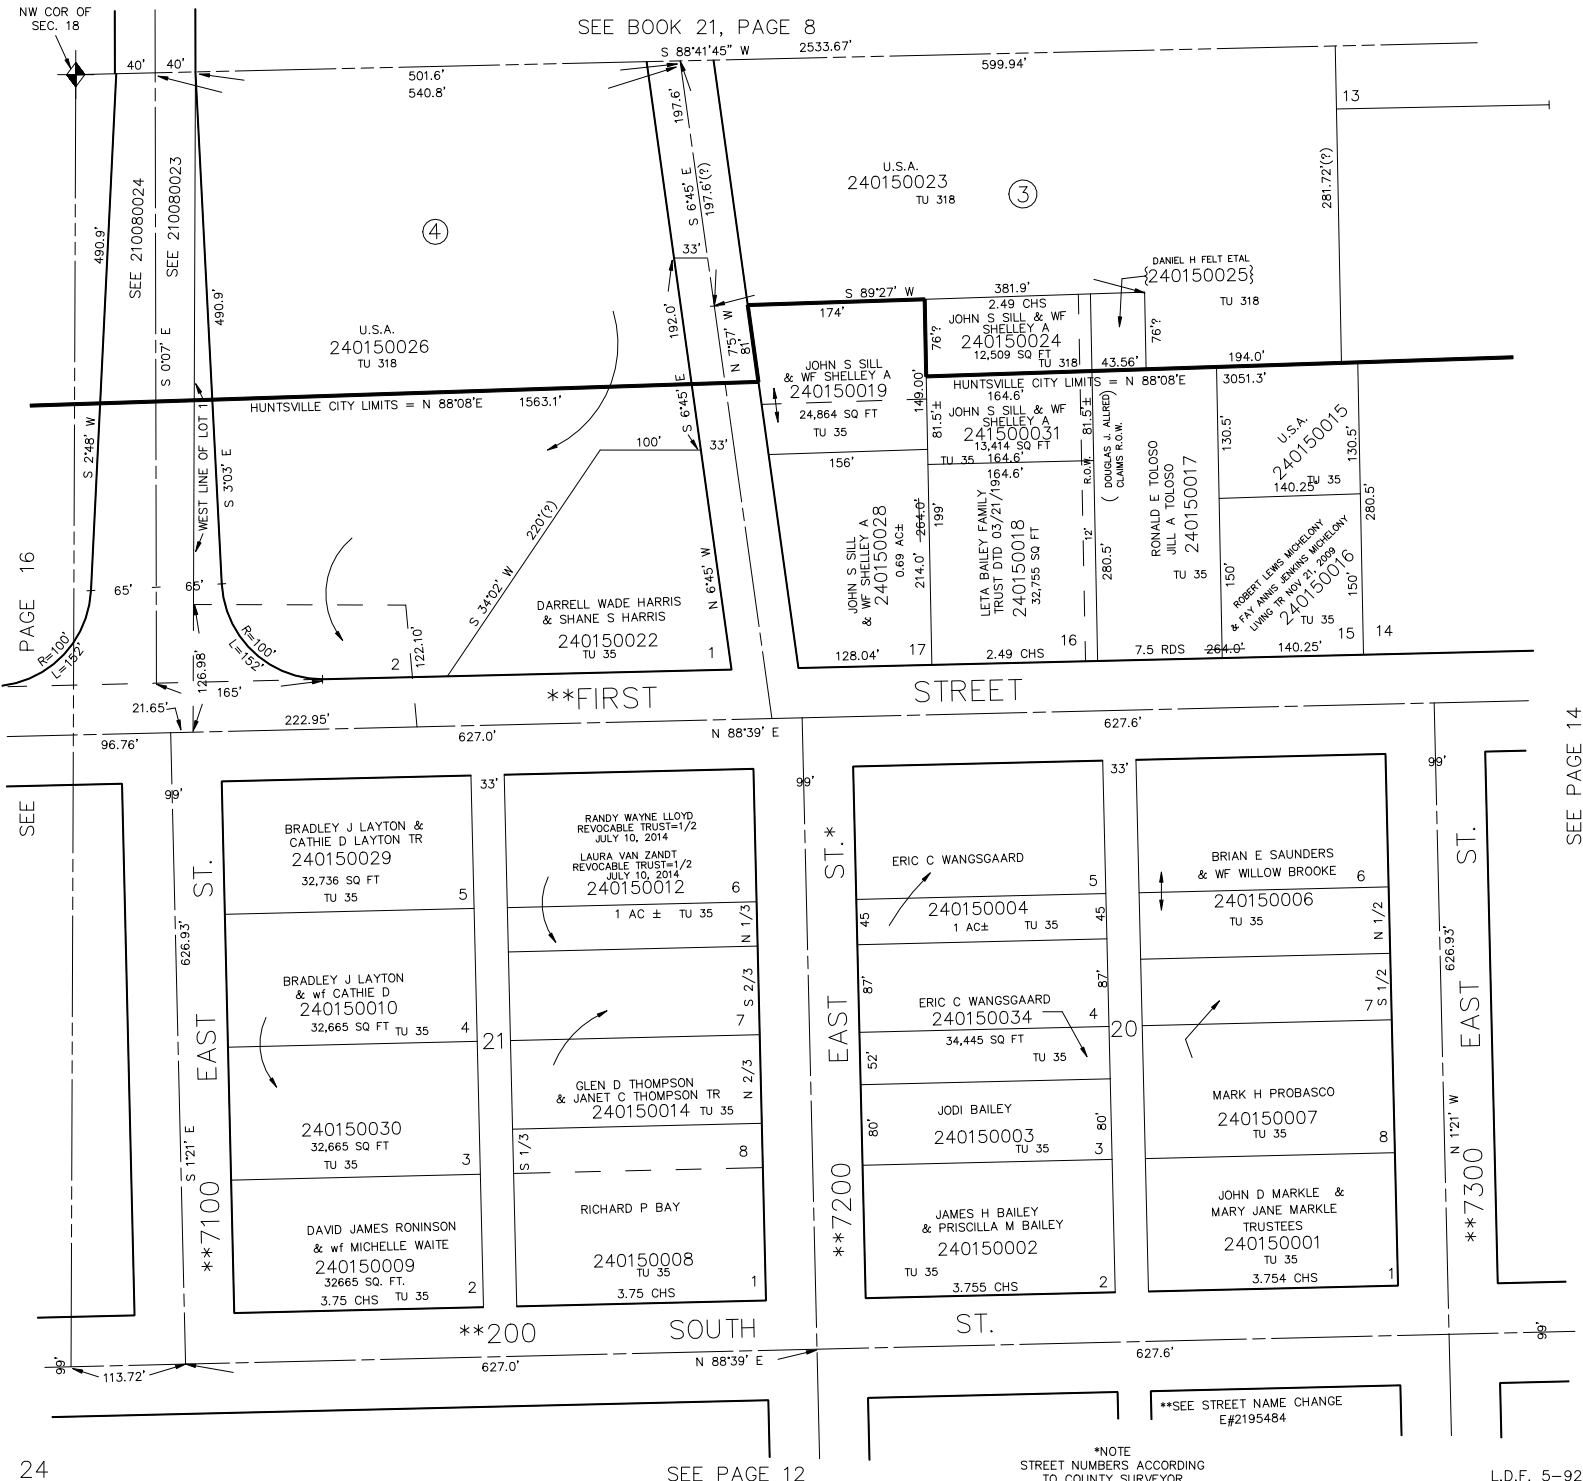 NW COR OF
SEC. 18
SEE BOOK 21, PAGE 8
S 88°41'45" W
2533.67'
40'
40'
501.6'
540.8'
599.94'
13
197.6'
S 6°45' E
197.6'(?)
33'
281.72'(?)
U.S.A.
240150023
TU 318
3
4
SEE 210080024
SEE 210080023
490.9'
490.9'
S 0°07' E
U.S.A.
240150026
TU 318
192.0'
N 7°57' W
81'
S 89°27' W
174'
381.9'
2.49 CHS
JOHN S SILL & WF
SHELLEY A
240150024
12,509 SQ FT
TU 318
76'?
43.56'
76'?
DANIEL H FELT ETAL
{240150025}
TU 318
194.0'
3051.3'
HUNTSVILLE CITY LIMITS = N 88°08'E
1563.1'
HUNTSVILLE CITY LIMITS = N 88°08'E
164.6'
JOHN S SILL
& WF SHELLEY A
240150019
24,864 SQ FT
TU 35
149.00'
156'
81.5'±
JOHN S SILL & WF
SHELLEY A
241500031
13,414 SQ FT
TU 35
164.6'
164.6'
81.5'±
R.O.W.
12'
( DOUGLAS J. ALLRED )
CLAIMS R.O.W.
280.5'
S 2°48' W
WEST LINE OF LOT 1
S 3°03' E
S 6°45' E
100'
33'
220'(?)
S 34°02' W
N 6°45' W
JOHN S SILL
& WF SHELLEY A
240150028
0.69 AC±
214.0'
264.0'
199'
LETA BAILEY FAMILY
TRUST DTD 03/21/19
240150018
32,755 SQ FT
RONALD E TOLOSO
JILL A TOLOSO
240150017
TU 35
130.5'
U.S.A.
240150015
TU 35
130.5'
140.25'
280.5'
150'
ROBERT LEWIS MICHELONY
& FAY ANNIS JENKINS MICHELONY
LIVING TR NOV 21, 2009
240150016
TU 35
150'
15
14
PAGE 16
65'
65'
R=100'
L=152'
R=100'
L=152'
DARRELL WADE HARRIS
& SHANE S HARRIS
240150022
TU 35
1
2
122.10'
126.98'
165'
21.65'
222.95'
128.04'
17
2.49 CHS
16
7.5 RDS
264.0'
140.25'
**FIRST
STREET
96.76'
627.0'
N 88°39' E
627.6'
SEE
SEE PAGE 14
99'
33'
99'
33'
99'
BRADLEY J LAYTON &
CATHIE D LAYTON TR
240150029
32,736 SQ FT
TU 35
5
RANDY WAYNE LLOYD
REVOCABLE TRUST=1/2
JULY 10, 2014
LAURA VAN ZANDT
REVOCABLE TRUST=1/2
JULY 10, 2014
240150012
6
1 AC ±
TU 35
N 1/3
ERIC C WANGSGAARD
5
240150004
1 AC±
TU 35
45
45
BRIAN E SAUNDERS
& WF WILLOW BROOKE
6
240150006
TU 35
N 1/2
626.93'
626.93'
BRADLEY J LAYTON
& wf CATHIE D
240150010
32,665 SQ FT
TU 35
4
21
S 2/3
7
87'
87'
ERIC C WANGSGAARD
240150034
4
34,445 SQ FT
TU 35
52'
20
7
S 1/2
240150030
32,665 SQ FT
TU 35
3
GLEN D THOMPSON
& JANET C THOMPSON TR
240150014
TU 35
N 2/3
S 1/3
8
JODI BAILEY
240150003
TU 35
3
80'
80'
MARK H PROBASCO
240150007
TU 35
8
S 1°21' E
**7100 EAST ST.
**7200 EAST ST.*
N 1°21' W
**7300 EAST ST.
DAVID JAMES RONINSON
& wf MICHELLE WAITE
240150009
32665 SQ. FT.
3.75 CHS
TU 35
2
RICHARD P BAY
240150008
TU 35
3.75 CHS
1
JAMES H BAILEY
& PRISCILLA M BAILEY
240150002
TU 35
3.755 CHS
2
JOHN D MARKLE &
MARY JANE MARKLE
TRUSTEES
240150001
TU 35
3.754 CHS
1
**200
SOUTH
ST.
99'
113.72'
627.0'
N 88°39' E
627.6'
99'
**SEE STREET NAME CHANGE
E#2195484
*NOTE
STREET NUMBERS ACCORDING
TO COUNTY SURVEYOR
24
SEE PAGE 12
L.D.F. 5-92